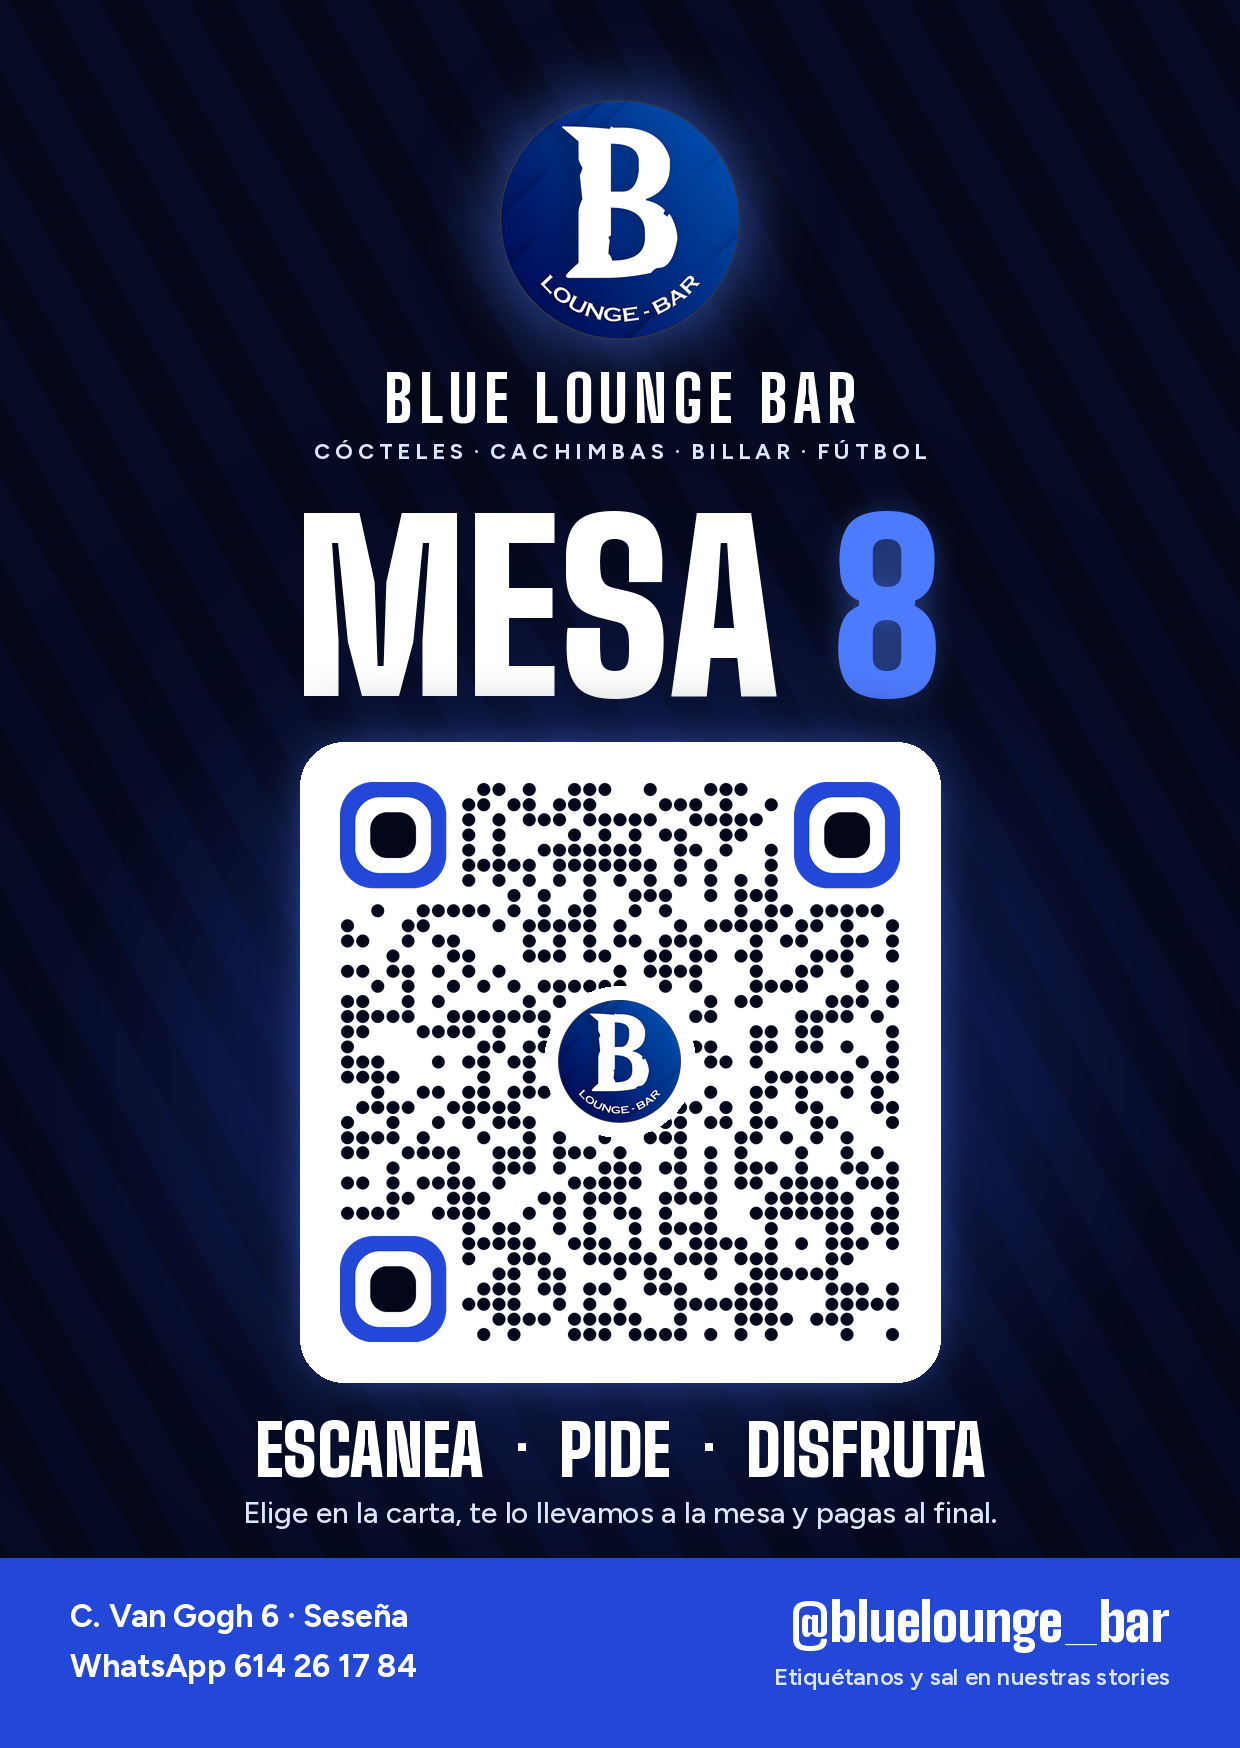 B
LOUNGE - BAR
BLUE LOUNGE BAR
CÓCTELES · CACHIMBAS · BILLAR · FÚTBOL
MESA 8
B
LOUNGE - BAR
ESCANEA · PIDE · DISFRUTA
Elige en la carta, te lo llevamos a la mesa y pagas al final.
C. Van Gogh 6 · Seseña
WhatsApp 614 26 17 84
@bluelounge_bar
Etiquétanos y sal en nuestras stories